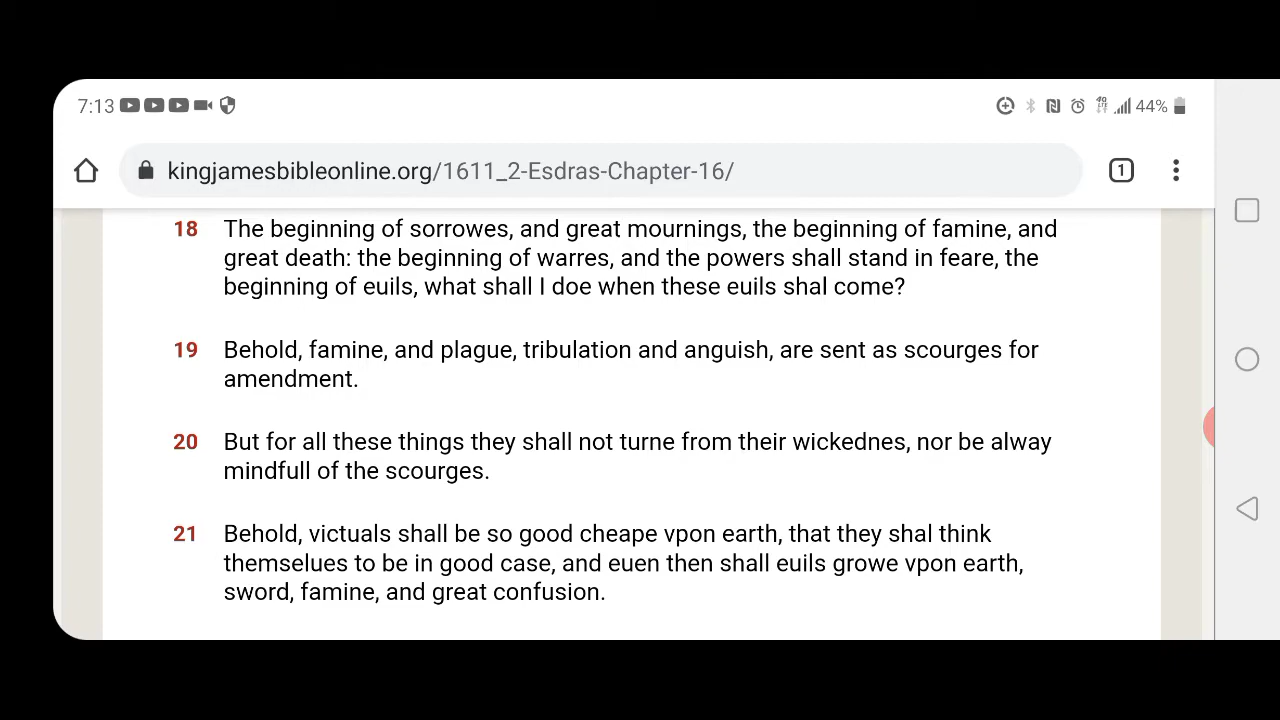 7:13 44%
kingjamesbibleonline.org/1611_2-Esdras-Chapter-16/ 1
18 The beginning of sorrowes, and great mournings, the beginning of famine, and
great death: the beginning of warres, and the powers shall stand in feare, the
beginning of euils, what shall I doe when these euils shal come?
19 Behold, famine, and plague, tribulation and anguish, are sent as scourges for
amendment.
20 But for all these things they shall not turne from their wickednes, nor be alway
mindfull of the scourges.
21 Behold, victuals shall be so good cheape vpon earth, that they shal think
themselues to be in good case, and euen then shall euils growe vpon earth,
sword, famine, and great confusion.